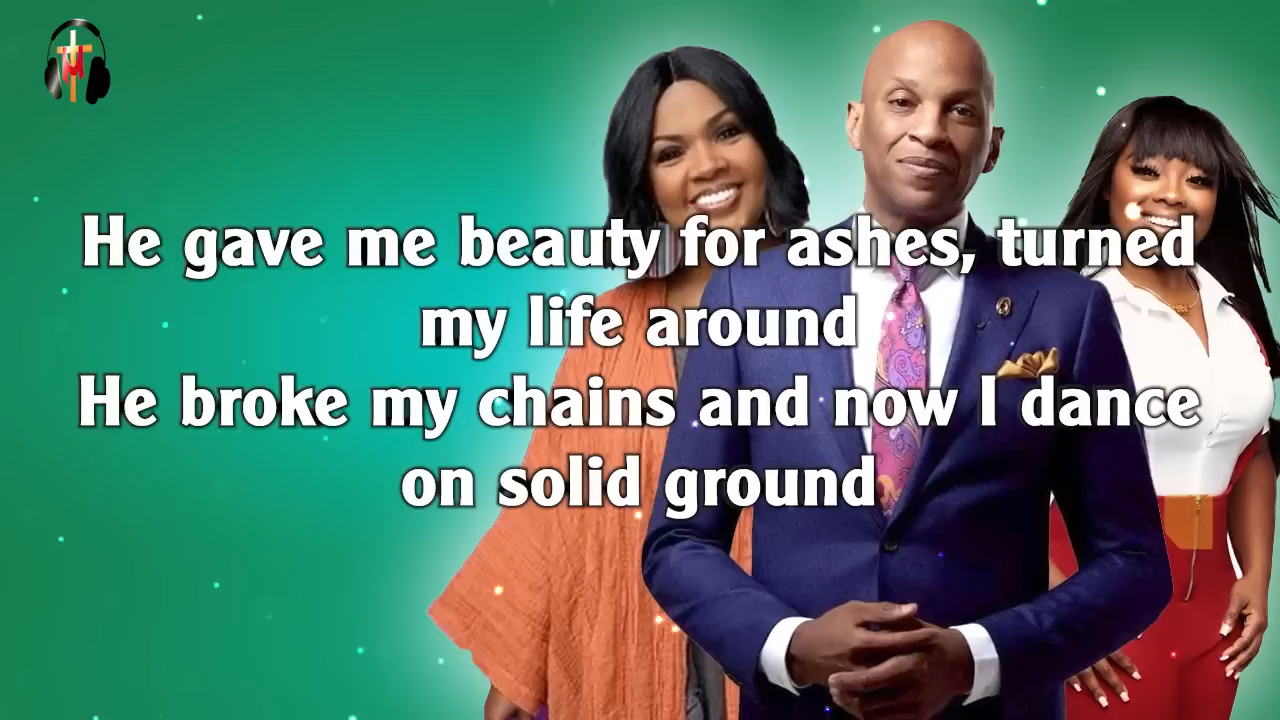 He gave me beauty for ashes, turned
my life around
He broke my chains and now I dance
on solid ground